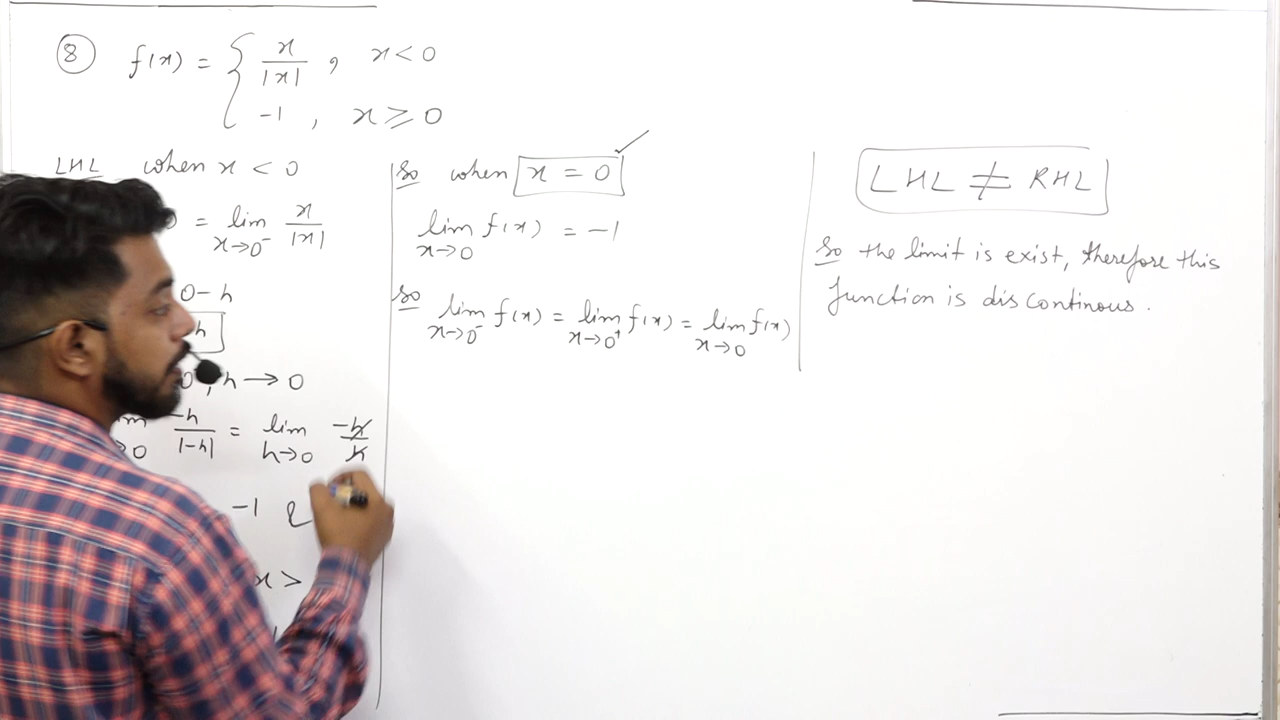 8 f(x) = { x/|x| , x < 0
-1 , x ≥ 0
LHL when x < 0
= lim x→0⁻ x/|x|
0-h
h
0, h → 0
-h/|-h| = lim h→0 -h/h
-1 &
x >
So when x = 0 ✓
lim x→0 f(x) = -1
So lim x→0⁻ f(x) = lim x→0⁺ f(x) = lim x→0 f(x)
LHL ≠ RHL
So the limit is exist, therefore this
function is discontinous.